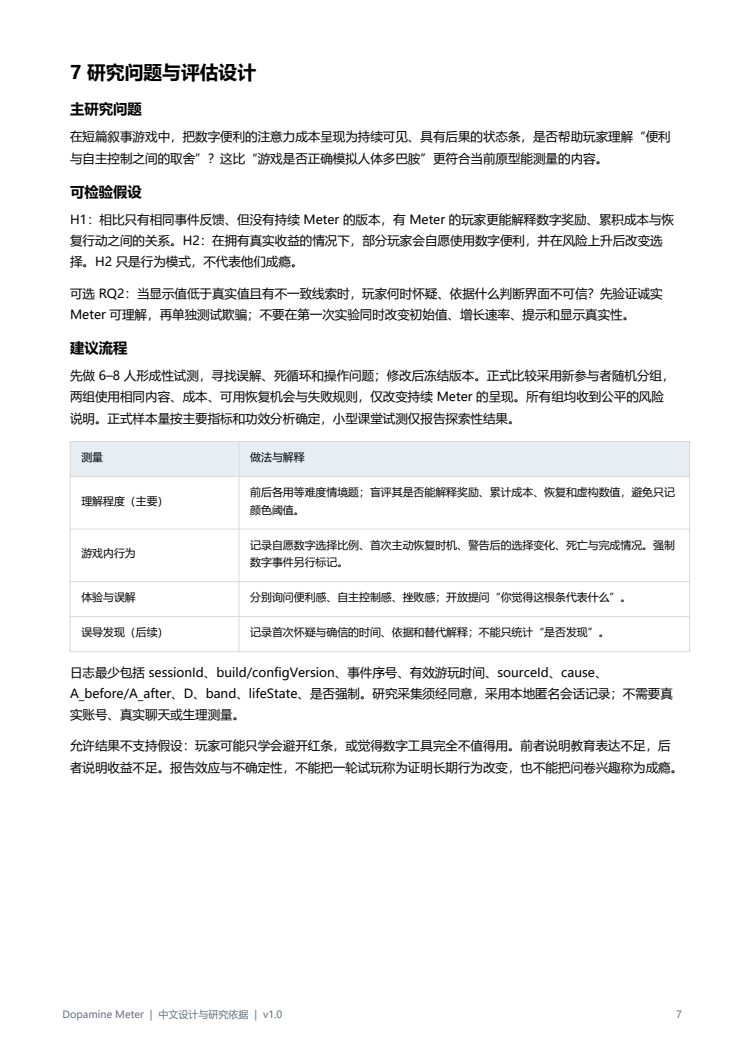 7 研究问题与评估设计
主研究问题
在短篇叙事游戏中，把数字便利的注意力成本呈现为持续可见、具有后果的状态条，是否帮助玩家理解“便利
与自主控制之间的取舍”？这比“游戏是否正确模拟人体多巴胺”更符合当前原型能测量的内容。
可检验假设
H1：相比只有相同事件反馈、但没有持续 Meter 的版本，有 Meter 的玩家更能解释数字奖励、累积成本与恢
复行动之间的关系。H2：在拥有真实收益的情况下，部分玩家会自愿使用数字便利，并在风险上升后改变选
择。H2 只是行为模式，不代表他们成瘾。
可选 RQ2：当显示值低于真实值且有不一致线索时，玩家何时怀疑、依据什么判断界面不可信？先验证诚实
Meter 可理解，再单独测试欺骗；不要在第一次实验同时改变初始值、增长速率、提示和显示真实性。
建议流程
先做 6–8 人形成性试测，寻找误解、死循环和操作问题；修改后冻结版本。正式比较采用新参与者随机分组，
两组使用相同内容、成本、可用恢复机会与失败规则，仅改变持续 Meter 的呈现。所有组均收到公平的风险
说明。正式样本量按主要指标和功效分析确定，小型课堂试测仅报告探索性结果。
测量 做法与解释
理解程度（主要） 前后各用等难度情境题；盲评其是否能解释奖励、累计成本、恢复和虚构数值，避免只记
颜色阈值。
游戏内行为 记录自愿数字选择比例、首次主动恢复时机、警告后的选择变化、死亡与完成情况。强制
数字事件另行标记。
体验与误解 分别询问便利感、自主控制感、挫败感；开放提问“你觉得这根条代表什么”。
误导发现（后续） 记录首次怀疑与确信的时间、依据和替代解释；不能只统计“是否发现”。
日志最少包括 sessionId、build/configVersion、事件序号、有效游玩时间、sourceId、cause、
A_before/A_after、D、band、lifeState、是否强制。研究采集须经同意，采用本地匿名会话记录；不需要真
实账号、真实聊天或生理测量。
允许结果不支持假设：玩家可能只学会避开红条，或觉得数字工具完全不值得用。前者说明教育表达不足，后
者说明收益不足。报告效应与不确定性，不能把一轮试玩称为证明长期行为改变，也不能把问卷兴趣称为成瘾。
Dopamine Meter | 中文设计与研究依据 | v1.0 7